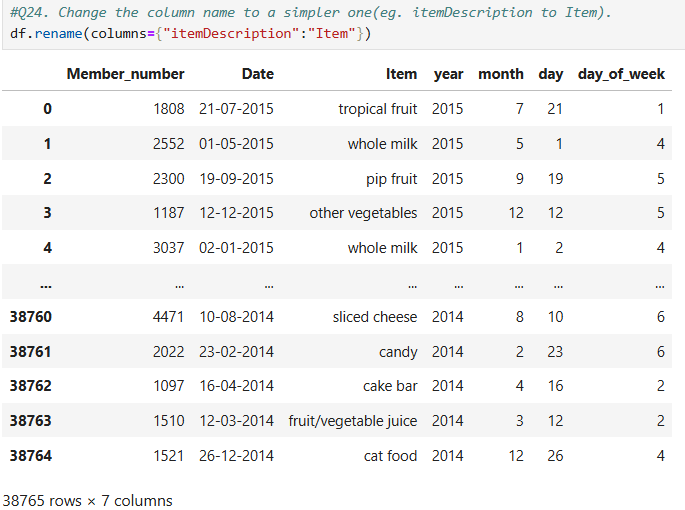 #Q24. Change the column name to a simpler one(eg. itemDescription to Item).
df.rename(columns={"itemDescription":"Item"})
Member_number Date Item year month day day_of_week
0 1808 21-07-2015 tropical fruit 2015 7 21 1
1 2552 01-05-2015 whole milk 2015 5 1 4
2 2300 19-09-2015 pip fruit 2015 9 19 5
3 1187 12-12-2015 other vegetables 2015 12 12 5
4 3037 02-01-2015 whole milk 2015 1 2 4
... ... ... ... ... ... ... ...
38760 4471 10-08-2014 sliced cheese 2014 8 10 6
38761 2022 23-02-2014 candy 2014 2 23 6
38762 1097 16-04-2014 cake bar 2014 4 16 2
38763 1510 12-03-2014 fruit/vegetable juice 2014 3 12 2
38764 1521 26-12-2014 cat food 2014 12 26 4
38765 rows × 7 columns